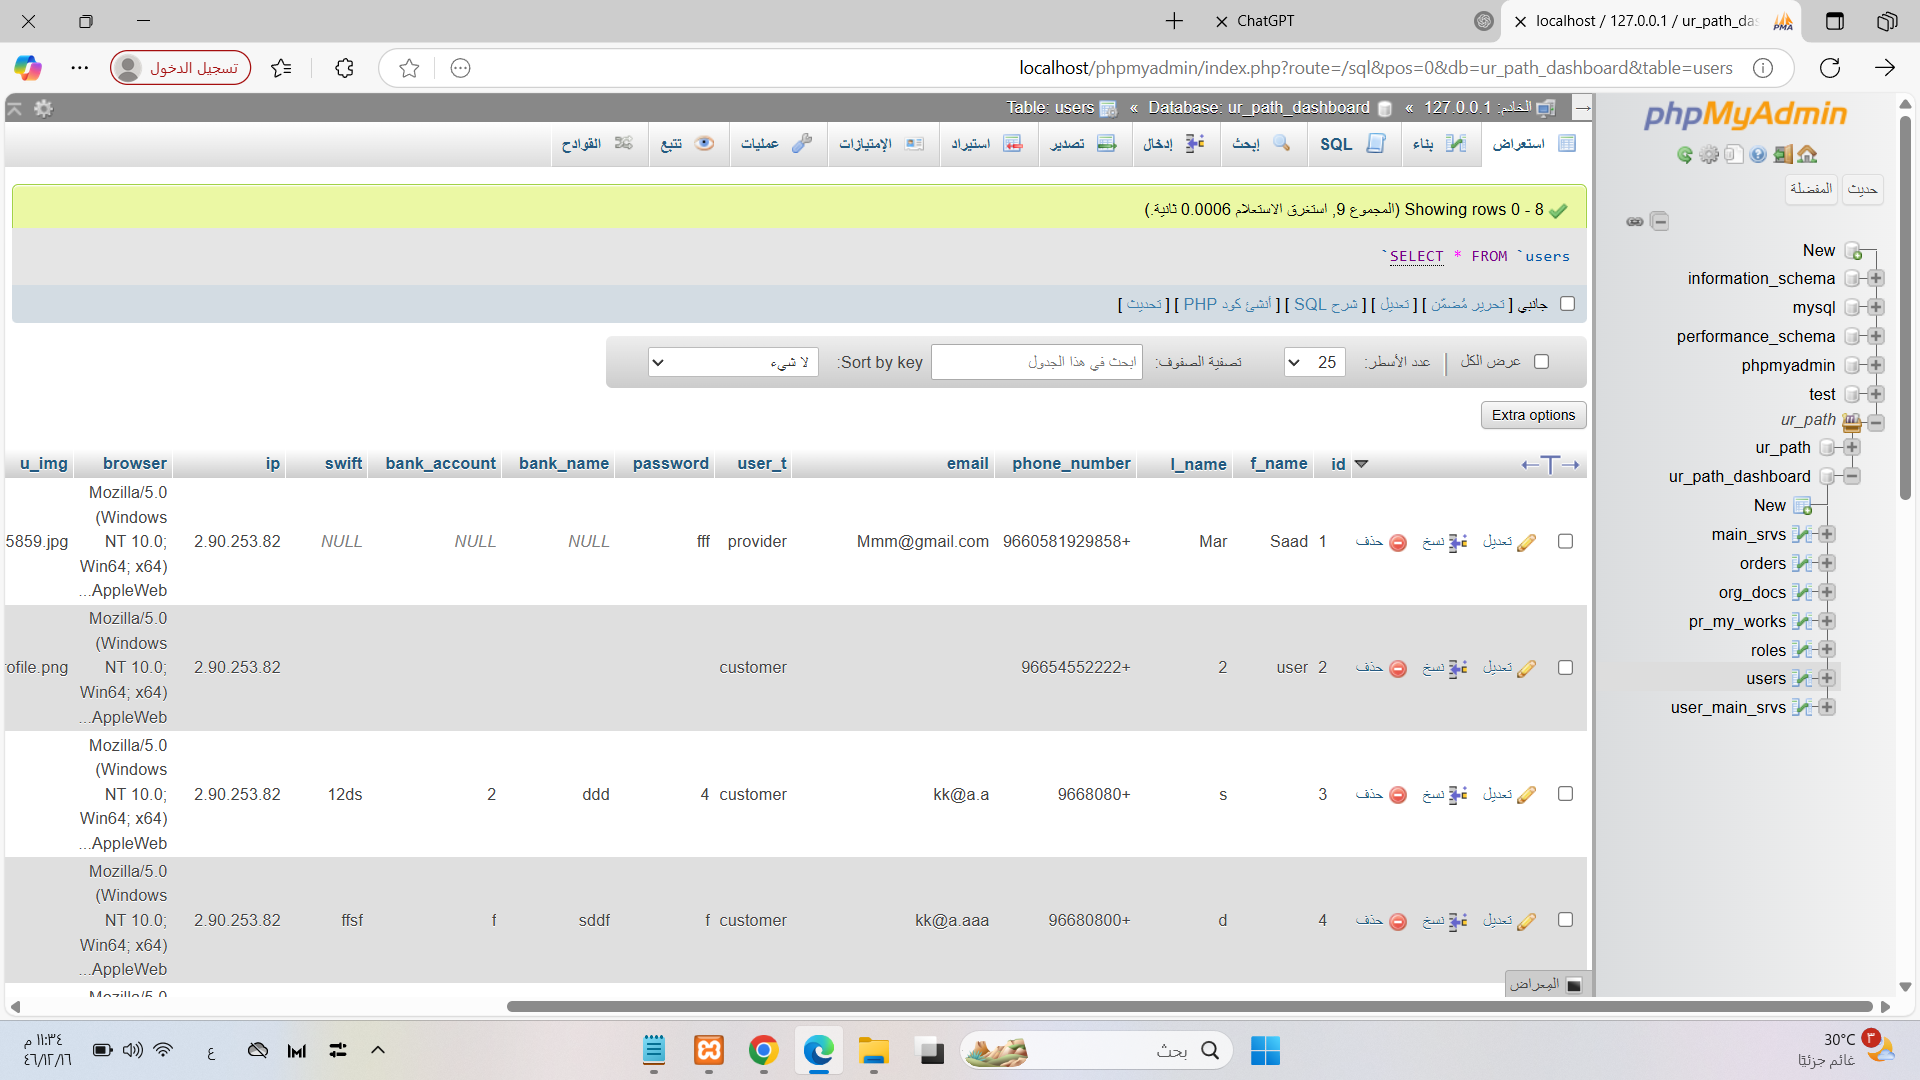 ChatGPT
localhost / 127.0.0.1 / ur_path_das
PMA
تسجيل الدخول
localhost/phpmyadmin/index.php?route=/sql&pos=0&db=ur_path_dashboard&table=users
phpMyAdmin
حديث
المفضلة
New
information_schema
mysql
performance_schema
phpmyadmin
test
ur_path
ur_path
ur_path_dashboard
New
main_srvs
orders
org_docs
pr_my_works
roles
users
user_main_srvs
الخادم: 127.0.0.1 » Database: ur_path_dashboard » Table: users
استعراض
بناء
SQL
إبحث
إدخال
تصدير
استيراد
الإمتيازات
عمليات
تتبع
القوادح
Showing rows 0 - 8 (المجموع 9, استغرق الاستعلام 0.0006 ثانية.)
SELECT * FROM `users`
جانبي [ تحرير مُضمّن ] [ تعديل ] [ شرح SQL ] [ أنشئ كود PHP ] [ تحديث ]
عرض الكل | عدد الأسطر: 25 تصفية الصفوف: ابحث في هذا الجدول Sort by key: لا شيء
Extra options
←T→ id f_name l_name phone_number email user_t password bank_name bank_account swift ip browser u_img
تعديل نسخ حذف 1 Saad Mar 9660581929858+ Mmm@gmail.com provider fff NULL NULL NULL 2.90.253.82
Mozilla/5.0
(Windows
NT 10.0;
Win64; x64)
AppleWeb...
5859.jpg
تعديل نسخ حذف 2 user 2 96654552222+ customer 2.90.253.82
Mozilla/5.0
(Windows
NT 10.0;
Win64; x64)
AppleWeb...
rofile.png
تعديل نسخ حذف 3 s 9668080+ kk@a.a customer 4 ddd 2 12ds 2.90.253.82
Mozilla/5.0
(Windows
NT 10.0;
Win64; x64)
AppleWeb...
تعديل نسخ حذف 4 d 96680800+ kk@a.aaa customer f sddf f ffsf 2.90.253.82
Mozilla/5.0
(Windows
NT 10.0;
Win64; x64)
AppleWeb...
Mozilla/5.0
المِعراض
30°C
غائم جزئيًا
٣
بحث
ع
١١:٣٤ م
٤٦/١٢/١٦